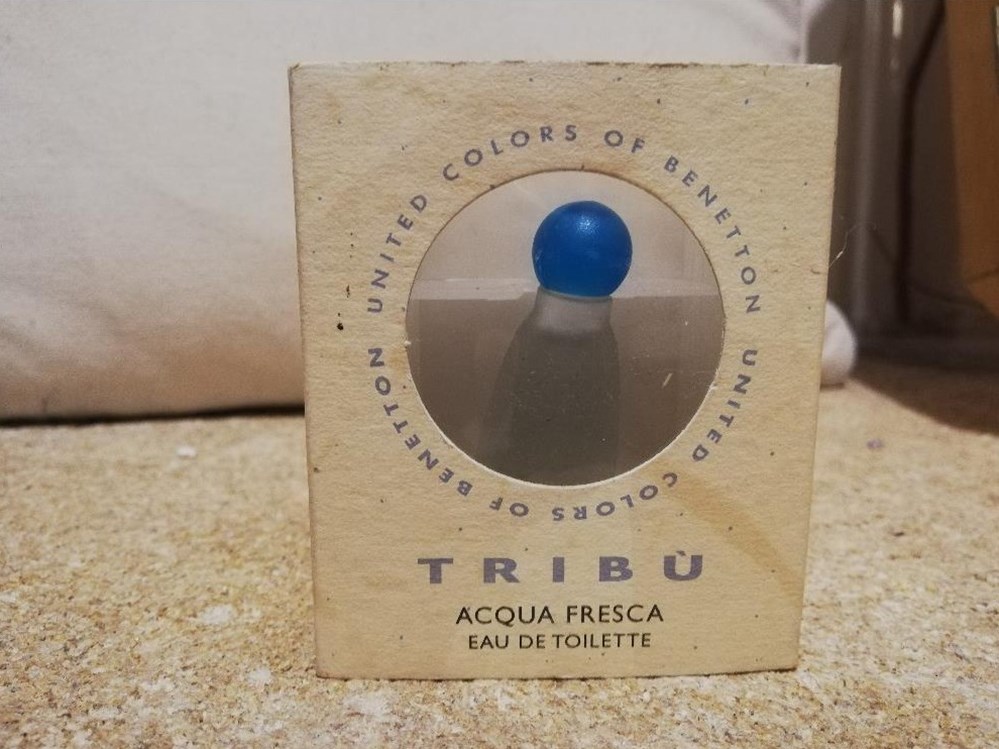 UNITED COLORS OF BENETTON UNITED COLORS OF BENETTON
TRIBÙ
ACQUA FRESCA
EAU DE TOILETTE